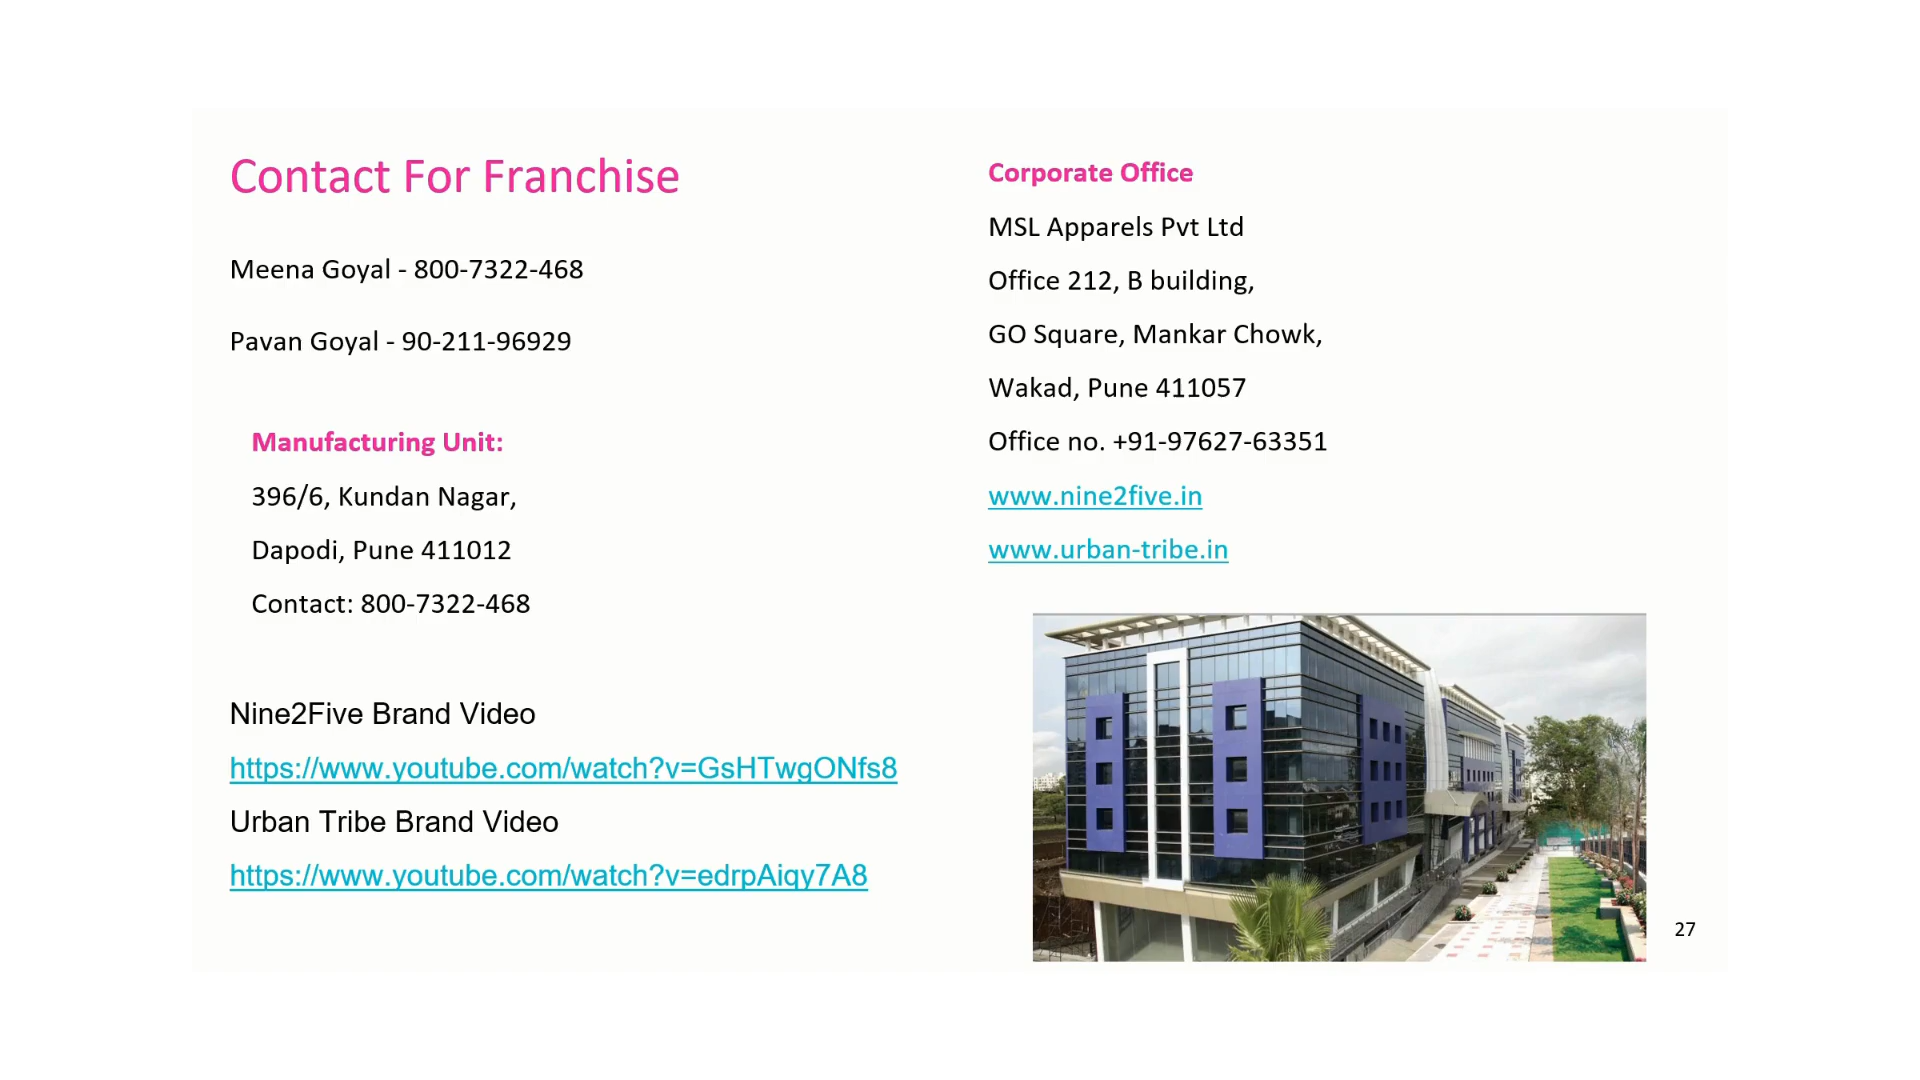 Contact For Franchise
Meena Goyal - 800-7322-468
Pavan Goyal - 90-211-96929
Manufacturing Unit:
396/6, Kundan Nagar,
Dapodi, Pune 411012
Contact: 800-7322-468
Nine2Five Brand Video
https://www.youtube.com/watch?v=GsHTwgONfs8
Urban Tribe Brand Video
https://www.youtube.com/watch?v=edrpAiqy7A8
Corporate Office
MSL Apparels Pvt Ltd
Office 212, B building,
GO Square, Mankar Chowk,
Wakad, Pune 411057
Office no. +91-97627-63351
www.nine2five.in
www.urban-tribe.in
27